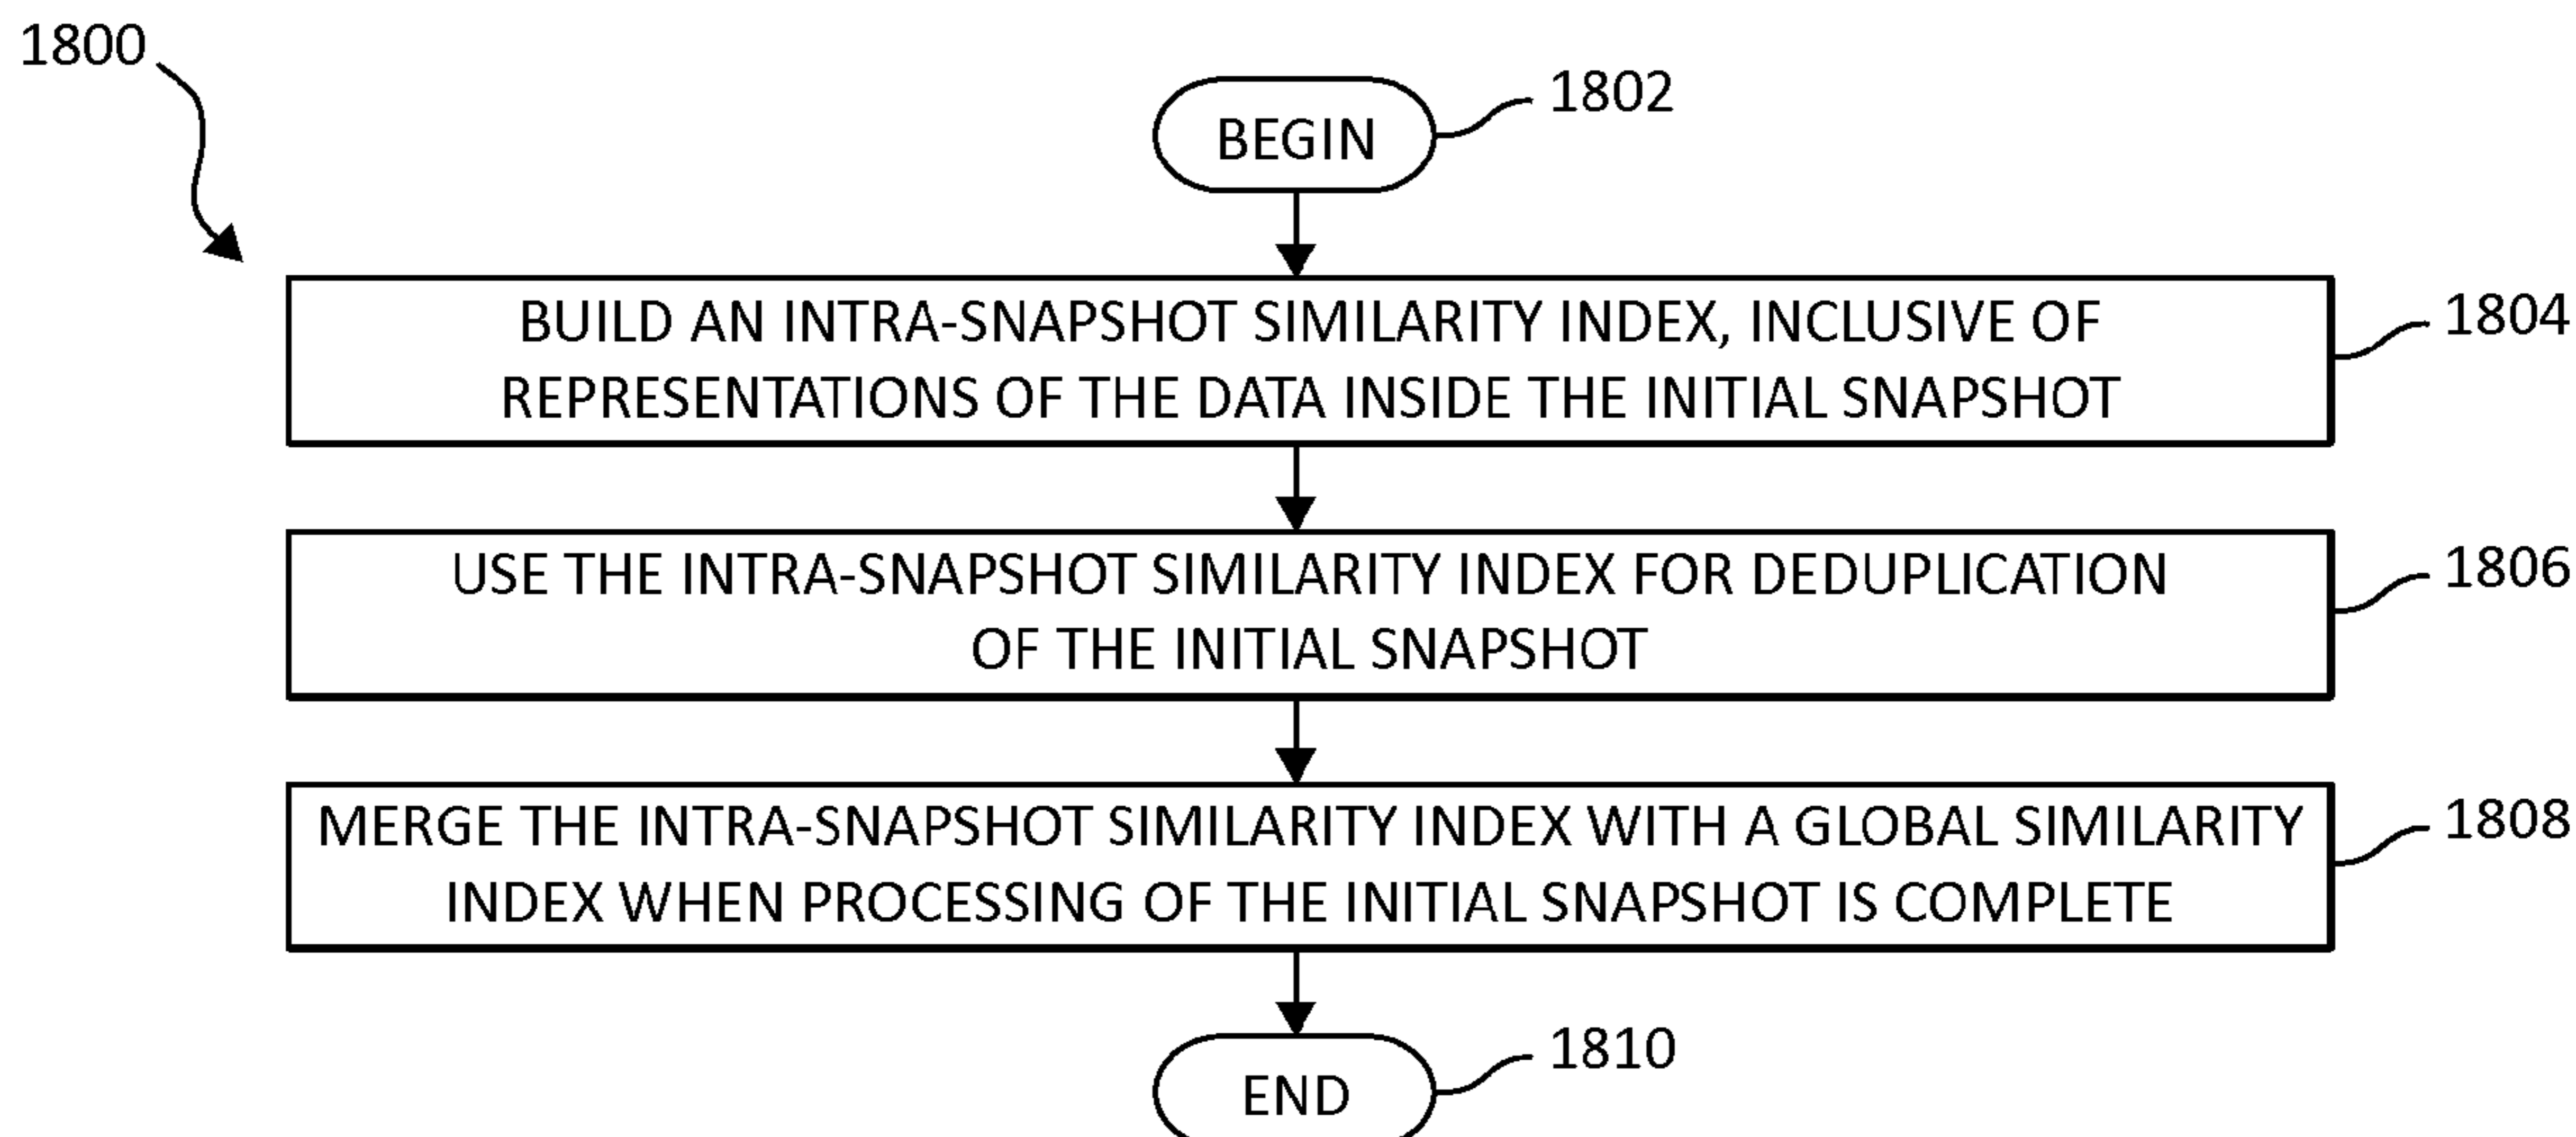 1800
1802
BEGIN
BUILD AN INTRA-SNAPSHOT SIMILARITY INDEX, INCLUSIVE OF
REPRESENTATIONS OF THE DATA INSIDE THE INITIAL SNAPSHOT
1804
USE THE INTRA-SNAPSHOT SIMILARITY INDEX FOR DEDUPLICATION
OF THE INITIAL SNAPSHOT
1806
MERGE THE INTRA-SNAPSHOT SIMILARITY INDEX WITH A GLOBAL SIMILARITY
INDEX WHEN PROCESSING OF THE INITIAL SNAPSHOT IS COMPLETE
1808
END
1810